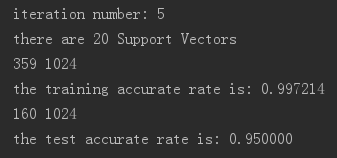 iteration number: 5
there are 20 Support Vectors
359 1024
the training accurate rate is: 0.997214
160 1024
the test accurate rate is: 0.950000